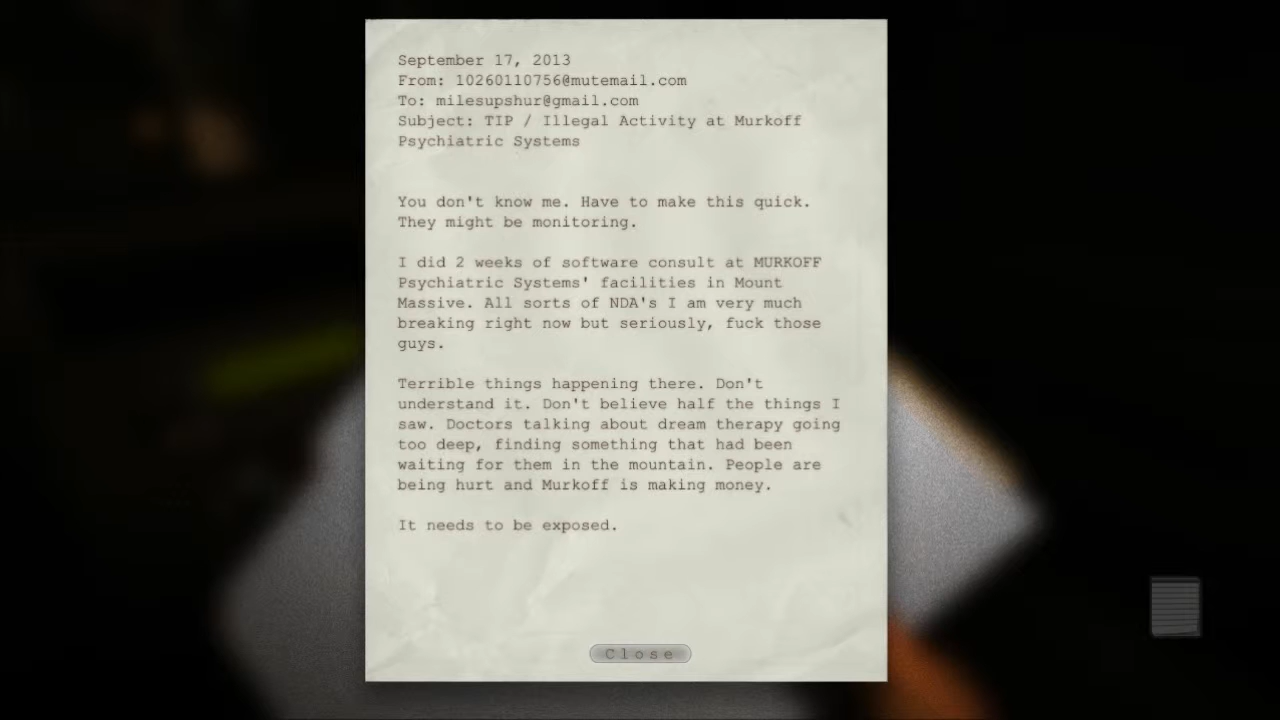 September 17, 2013
From: 10260110756@mutemail.com
To: milesupshur@gmail.com
Subject: TIP / Illegal Activity at Murkoff
Psychiatric Systems
You don't know me. Have to make this quick.
They might be monitoring.
I did 2 weeks of software consult at MURKOFF
Psychiatric Systems' facilities in Mount
Massive. All sorts of NDA's I am very much
breaking right now but seriously, fuck those
guys.
Terrible things happening there. Don't
understand it. Don't believe half the things I
saw. Doctors talking about dream therapy going
too deep, finding something that had been
waiting for them in the mountain. People are
being hurt and Murkoff is making money.
It needs to be exposed.
Close